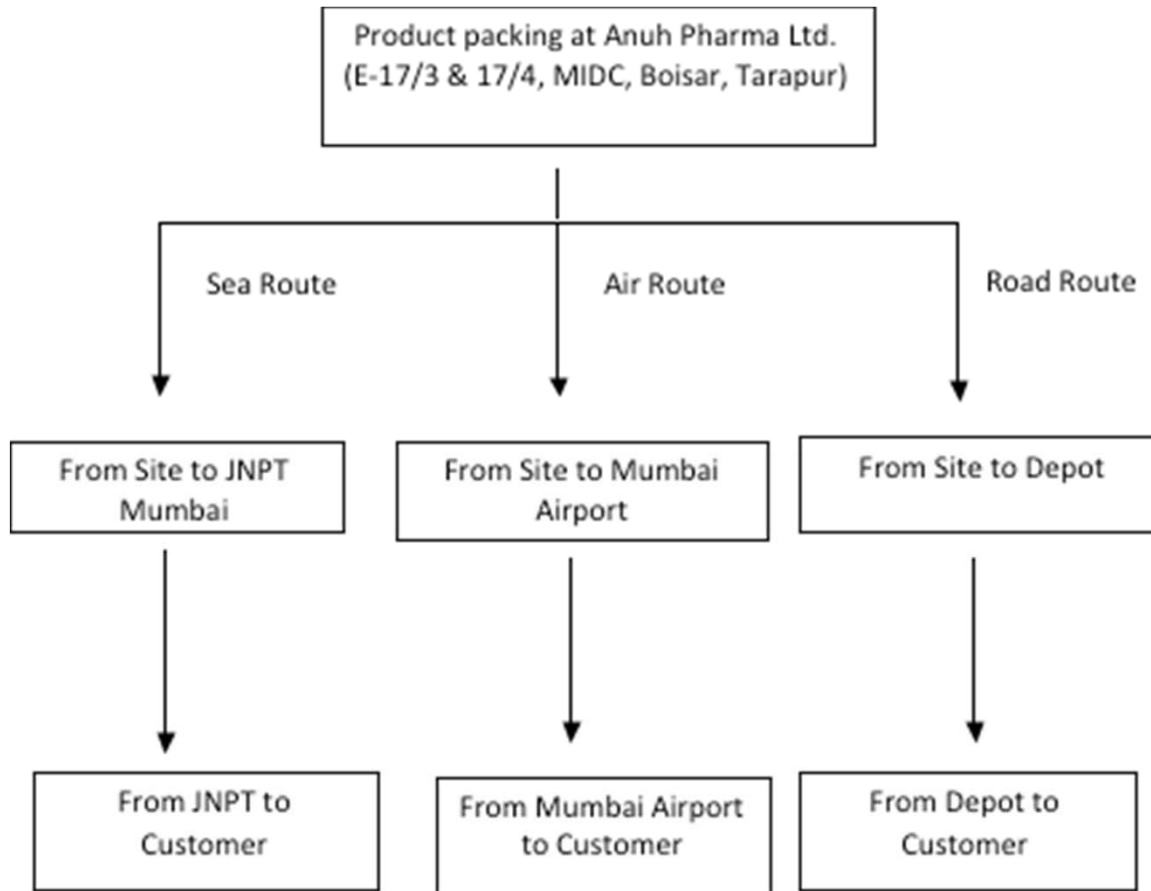 Product packing at Anuh Pharma Ltd.
(E-17/3 & 17/4, MIDC, Boisar, Tarapur)
Sea Route
Air Route
Road Route
From Site to JNPT
Mumbai
From Site to Mumbai
Airport
From Site to Depot
From JNPT to
Customer
From Mumbai Airport
to Customer
From Depot to
Customer